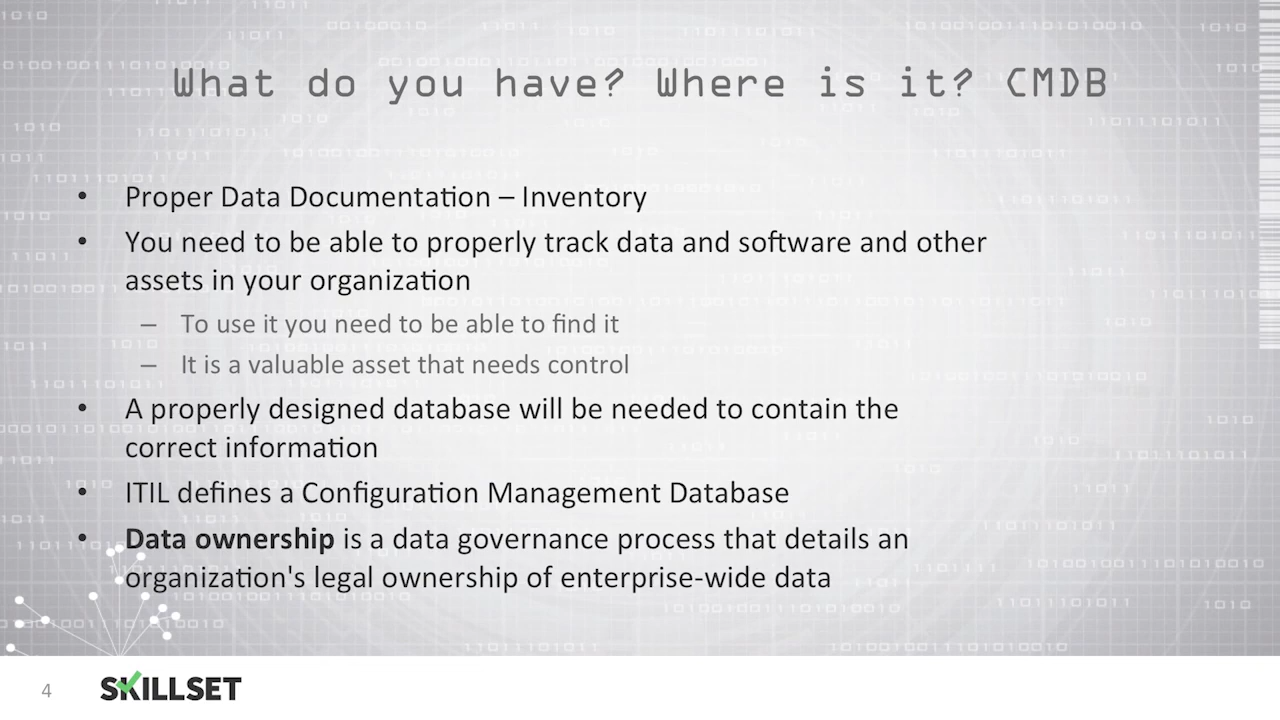 What do you have? Where is it? CMDB
• Proper Data Documentation – Inventory
• You need to be able to properly track data and software and other
assets in your organization
– To use it you need to be able to find it
– It is a valuable asset that needs control
• A properly designed database will be needed to contain the
correct information
• ITIL defines a Configuration Management Database
• Data ownership is a data governance process that details an
organization's legal ownership of enterprise-wide data
4 SKILLSET